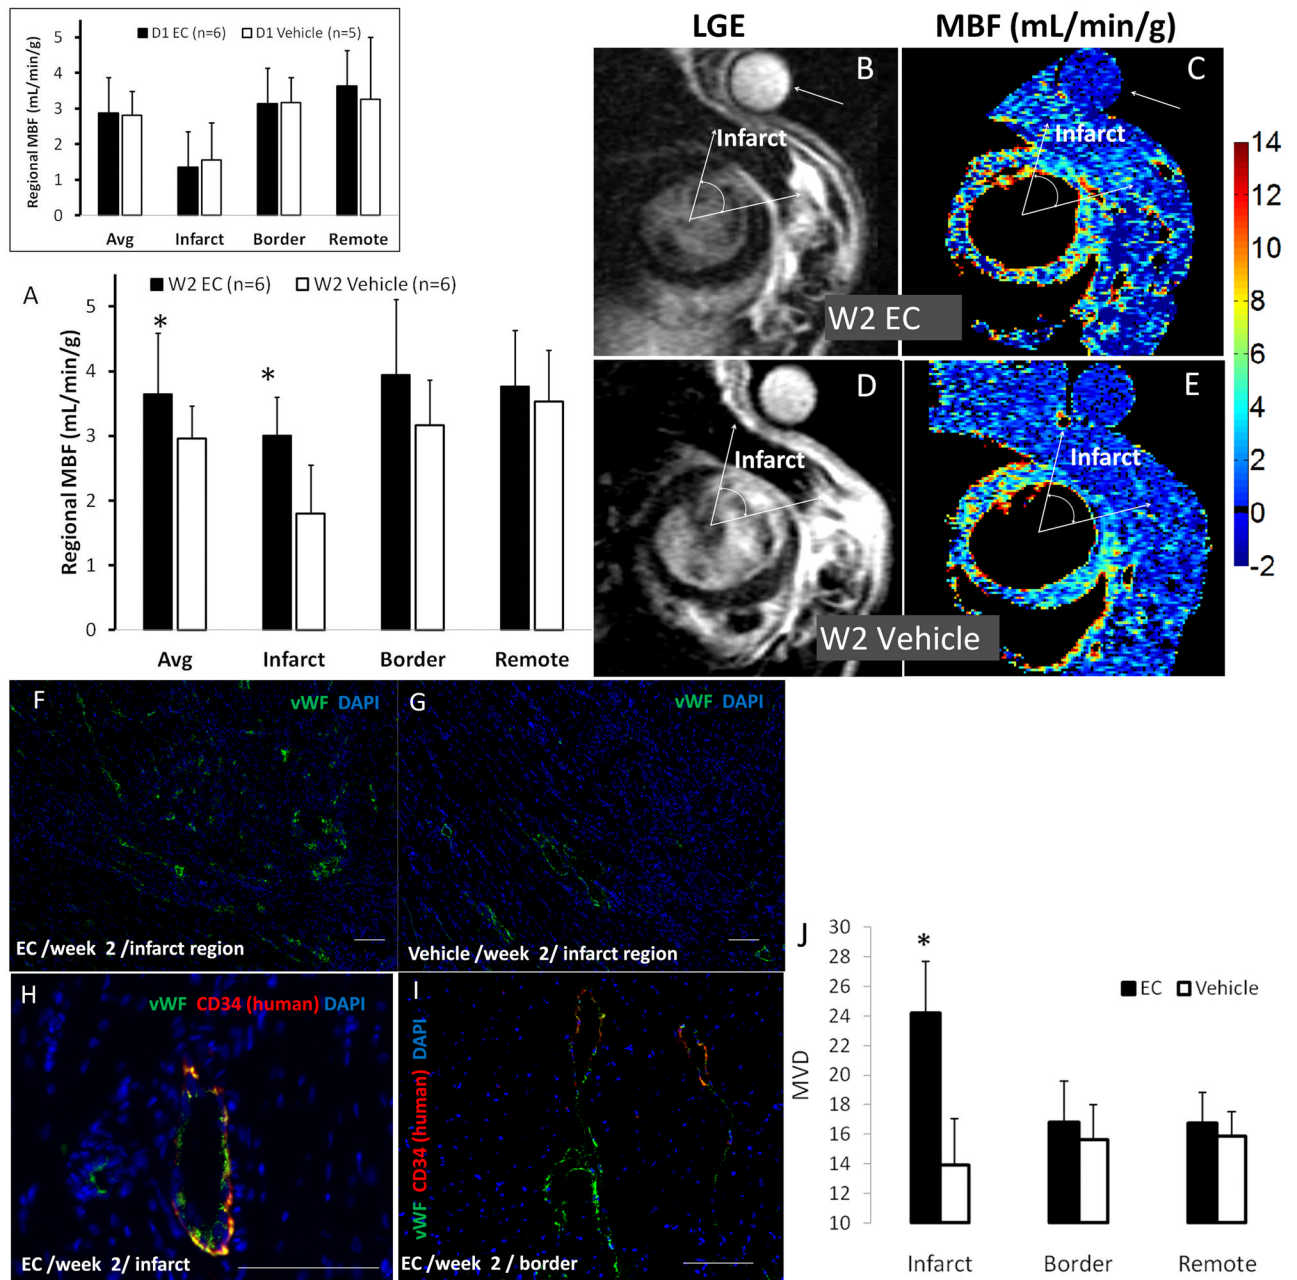 D1 EC (n=6) D1 Vehicle (n=5)
Regional MBF (mL/min/g)
5
4
3
2
1
0
Avg Infarct Border Remote
A
W2 EC (n=6) W2 Vehicle (n=6)
Regional MBF (mL/min/g)
5
4
3
2
1
0
*
*
Avg Infarct Border Remote
LGE MBF (mL/min/g)
B
Infarct
C
Infarct
W2 EC
D
Infarct
E
Infarct
W2 Vehicle
14
12
10
8
6
4
2
0
-2
F
vWF DAPI
EC /week 2 /infarct region
G
vWF DAPI
Vehicle /week 2/ infarct region
H
vWF CD34 (human) DAPI
EC /week 2/ infarct
I
vWF CD34 (human) DAPI
EC /week 2 / border
J
EC Vehicle
MVD
30
28
26
24
22
20
18
16
14
12
10
*
Infarct Border Remote